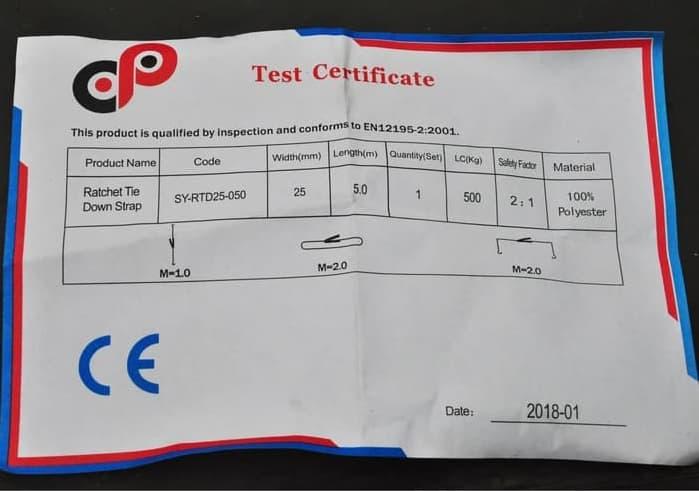 CP
Test Certificate
This product is qualified by inspection and conforms to EN12195-2:2001.
Product Name Code Width(mm) Length(m) Quantity(Set) LC(Kg) Safety Factor Material
Ratchet Tie
Down Strap SY-RTD25-050 25 5.0 1 500 2:1 100%
Polyester
M=1.0 M=2.0 M=2.0
CE
Date: 2018-01